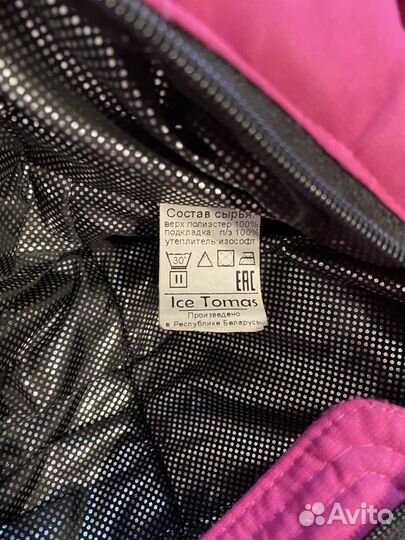 Состав сырья:
верх полиэстер 100%
подкладка: п/э 100%
утеплитель:изософт
30°
EAC
Ice Tomas
Произведено
в Республике Беларусь
Avito